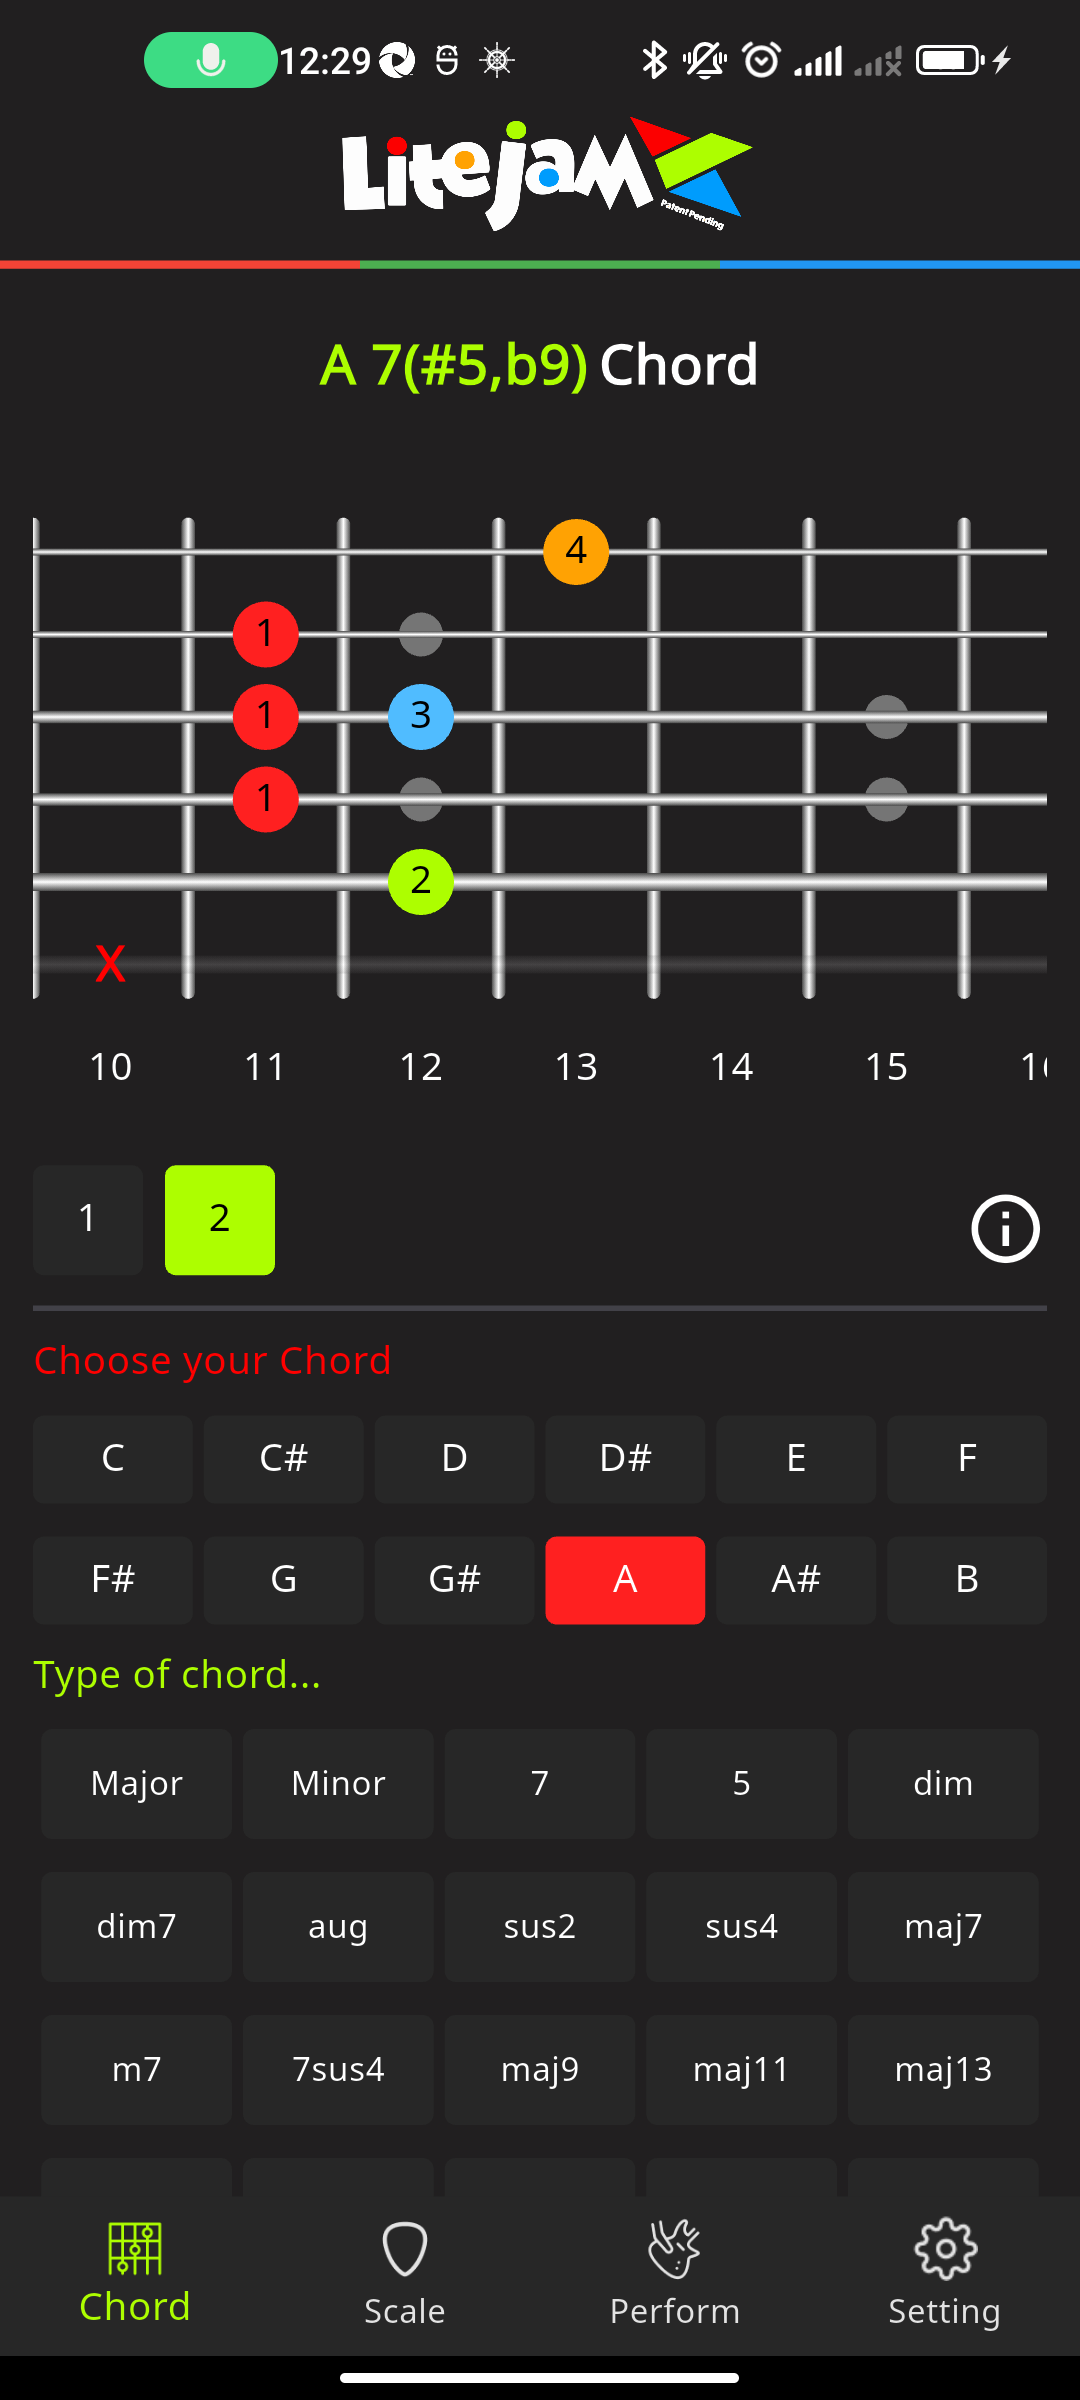 12:29
Litejam
Patent Pending
A 7(#5,b9) Chord
4
1
1 3
1
2
X
10 11 12 13 14 15
1 2
Choose your Chord
C C# D D# E F
F# G G# A A# B
Type of chord...
Major Minor 7 5 dim
dim7 aug sus2 sus4 maj7
m7 7sus4 maj9 maj11 maj13
Chord Scale Perform Setting